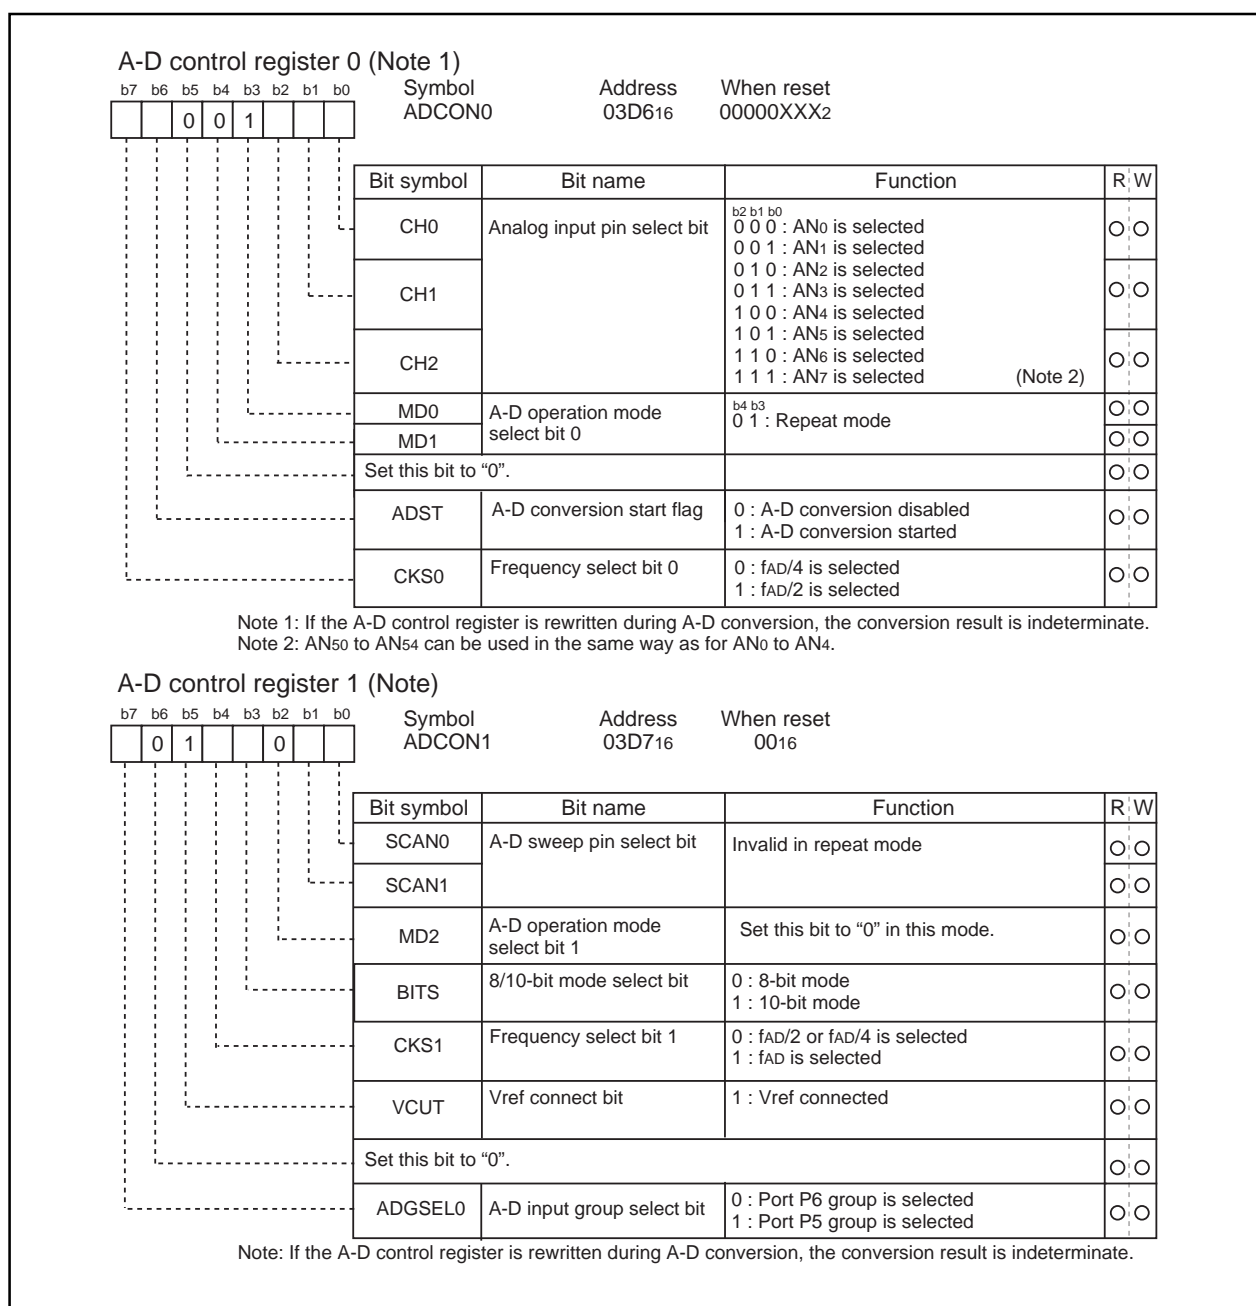 A-D control register 0 (Note 1)
b7 b6 b5 b4 b3 b2 b1 b0 Symbol Address When reset
0 0 1 ADCON0 03D616 00000XXX2
Bit symbol Bit name Function R W
CH0 Analog input pin select bit b2 b1 b0
0 0 0 : AN0 is selected
0 0 1 : AN1 is selected
0 1 0 : AN2 is selected
CH1 0 1 1 : AN3 is selected
1 0 0 : AN4 is selected
1 0 1 : AN5 is selected
CH2 1 1 0 : AN6 is selected
1 1 1 : AN7 is selected (Note 2)
MD0 A-D operation mode b4 b3
MD1 select bit 0 0 1 : Repeat mode
Set this bit to “0”.
ADST A-D conversion start flag 0 : A-D conversion disabled
1 : A-D conversion started
CKS0 Frequency select bit 0 0 : fAD/4 is selected
1 : fAD/2 is selected
Note 1: If the A-D control register is rewritten during A-D conversion, the conversion result is indeterminate.
Note 2: AN50 to AN54 can be used in the same way as for AN0 to AN4.
A-D control register 1 (Note)
b7 b6 b5 b4 b3 b2 b1 b0 Symbol Address When reset
0 1 0 ADCON1 03D716 0016
Bit symbol Bit name Function R W
SCAN0 A-D sweep pin select bit Invalid in repeat mode
SCAN1
MD2 A-D operation mode Set this bit to “0” in this mode.
select bit 1
BITS 8/10-bit mode select bit 0 : 8-bit mode
1 : 10-bit mode
CKS1 Frequency select bit 1 0 : fAD/2 or fAD/4 is selected
1 : fAD is selected
VCUT Vref connect bit 1 : Vref connected
Set this bit to “0”.
ADGSEL0 A-D input group select bit 0 : Port P6 group is selected
1 : Port P5 group is selected
Note: If the A-D control register is rewritten during A-D conversion, the conversion result is indeterminate.